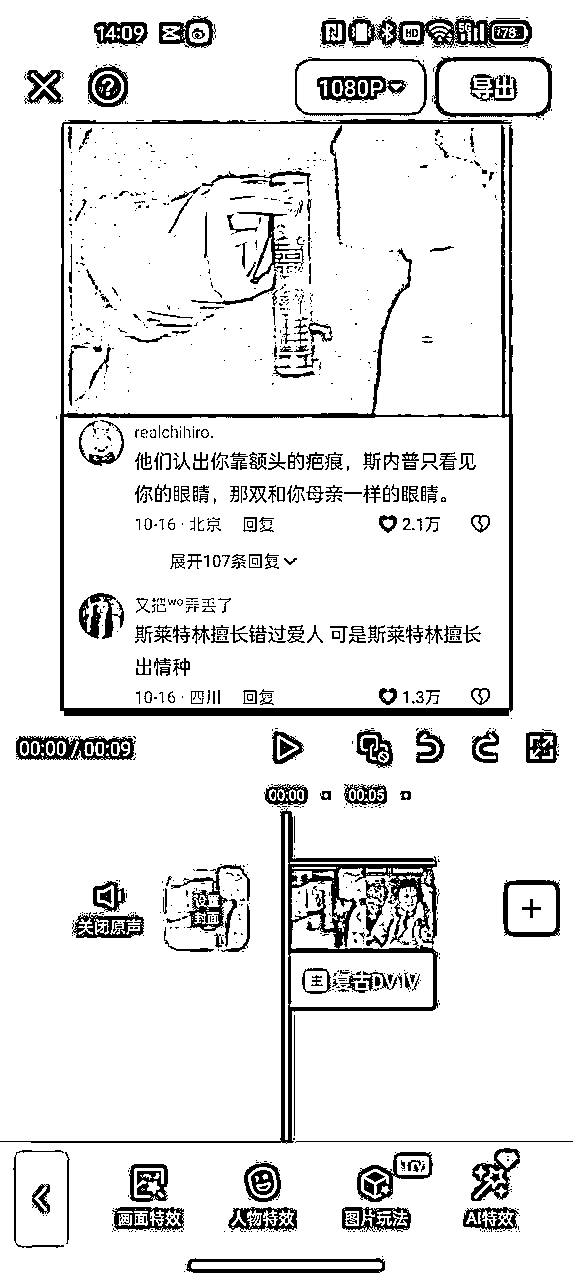 14:09
HD 78
1080P 导出
realchihiro.
他们认出你靠额头的疤痕，斯内普只看见
你的眼睛，那双和你母亲一样的眼睛。
10-16 · 北京 回复 2.1万
展开107条回复
又把wo弄丢了
斯莱特林擅长错过爱人 可是斯莱特林擅长
出情种
10-16 · 四川 回复 1.3万
00:00 / 00:09
00:00 00:05
关闭原声
设置
封面
主 复古DV IV
画面特效 人物特效 图片玩法 AI特效